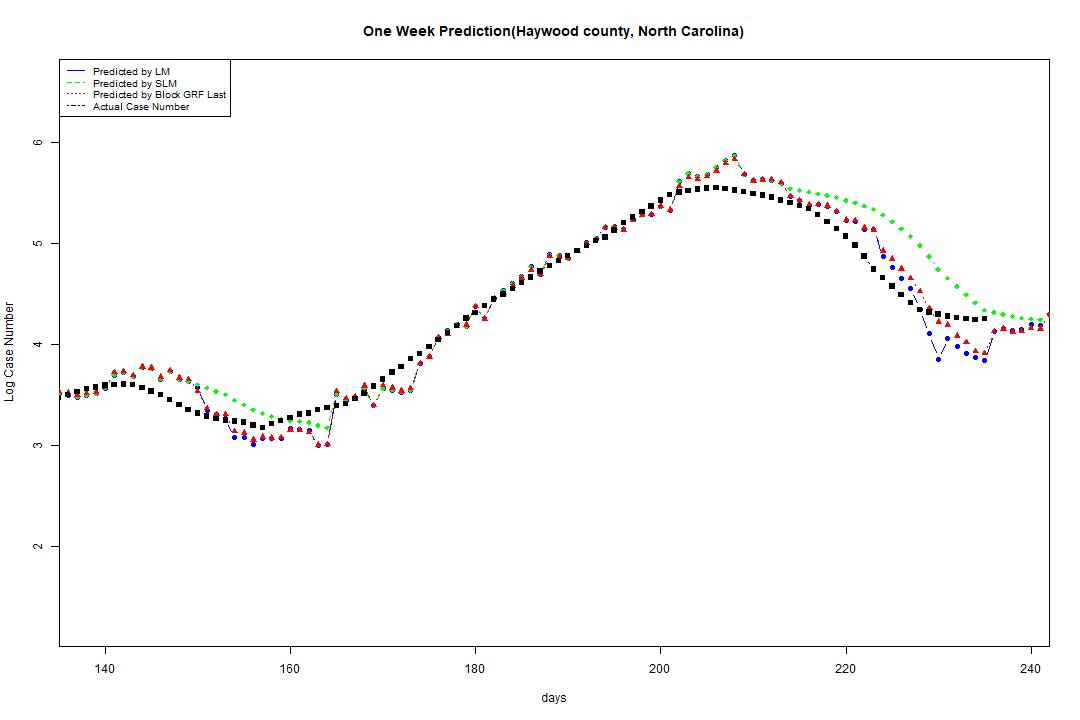 One Week Prediction(Haywood county, North Carolina)
Predicted by LM
Predicted by SLM
Predicted by Block GRF Last
Actual Case Number
6
5
4
3
2
Log Case Number
140 160 180 200 220 240
days